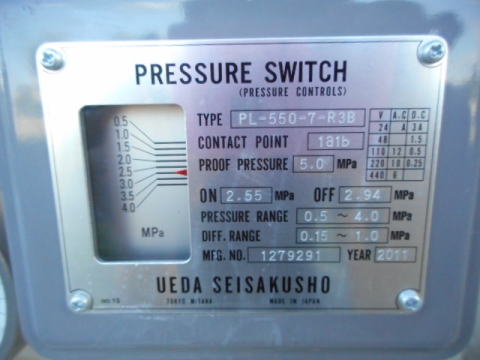 PRESSURE SWITCH
(PRESSURE CONTROLS)
TYPE PL-550-7-R3B
CONTACT POINT 1a1b
PROOF PRESSURE 5.0 MPa
V A.C D.C
24 A 3A
48 1.5
110 12 0.5
220 10 0.25
440 6
0.5
1.0
1.5
2.0
2.5
3.0
3.5
4.0
MPa
ON 2.55 MPa OFF 2.94 MPa
PRESSURE RANGE 0.5 ~ 4.0 MPa
DIFF. RANGE 0.15 ~ 1.0 MPa
MFG. NO. 1279291 YEAR 2011
UEDA SEISAKUSHO
TOKYO MITAKA MADE IN JAPAN